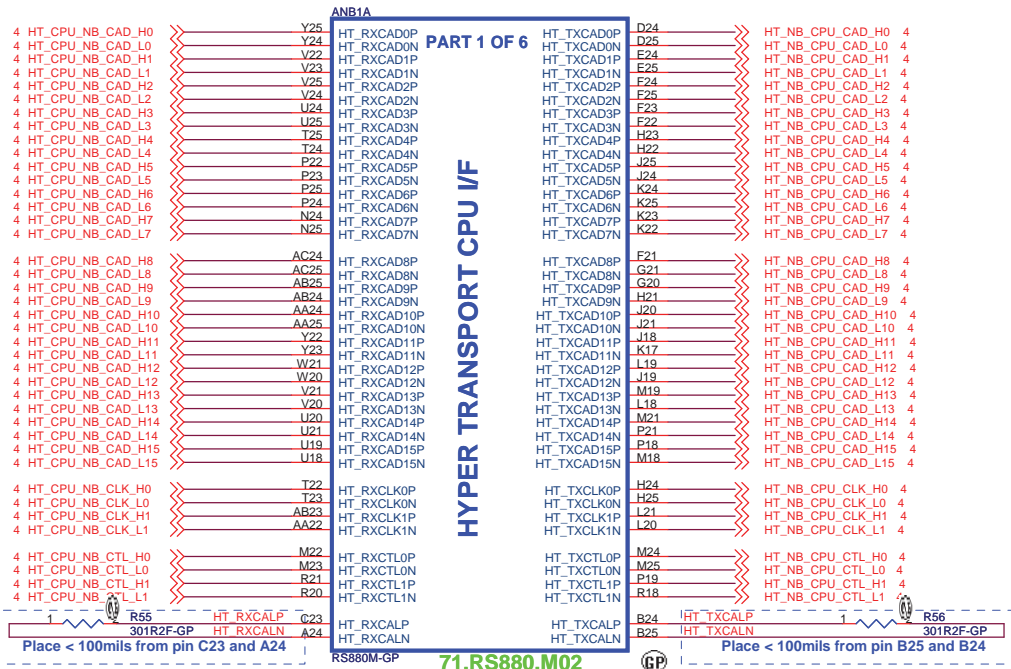 ANB1A
4 HT_CPU_NB_CAD_H0 Y25 HT_RXCAD0P PART 1 OF 6 HT_TXCAD0P D24 HT_NB_CPU_CAD_H0 4
4 HT_CPU_NB_CAD_L0 Y24 HT_RXCAD0N HT_TXCAD0N D25 HT_NB_CPU_CAD_L0 4
4 HT_CPU_NB_CAD_H1 V22 HT_RXCAD1P HT_TXCAD1P E24 HT_NB_CPU_CAD_H1 4
4 HT_CPU_NB_CAD_L1 V23 HT_RXCAD1N HT_TXCAD1N E25 HT_NB_CPU_CAD_L1 4
4 HT_CPU_NB_CAD_H2 V25 HT_RXCAD2P HT_TXCAD2P F24 HT_NB_CPU_CAD_H2 4
4 HT_CPU_NB_CAD_L2 V24 HT_RXCAD2N HT_TXCAD2N F25 HT_NB_CPU_CAD_L2 4
4 HT_CPU_NB_CAD_H3 U24 HT_RXCAD3P HT_TXCAD3P F23 HT_NB_CPU_CAD_H3 4
4 HT_CPU_NB_CAD_L3 U25 HT_RXCAD3N HT_TXCAD3N F22 HT_NB_CPU_CAD_L3 4
4 HT_CPU_NB_CAD_H4 T25 HT_RXCAD4P HT_TXCAD4P H23 HT_NB_CPU_CAD_H4 4
4 HT_CPU_NB_CAD_L4 T24 HT_RXCAD4N HT_TXCAD4N H22 HT_NB_CPU_CAD_L4 4
4 HT_CPU_NB_CAD_H5 P22 HT_RXCAD5P HT_TXCAD5P J25 HT_NB_CPU_CAD_H5 4
4 HT_CPU_NB_CAD_L5 P23 HT_RXCAD5N HT_TXCAD5N J24 HT_NB_CPU_CAD_L5 4
4 HT_CPU_NB_CAD_H6 P25 HT_RXCAD6P HT_TXCAD6P K24 HT_NB_CPU_CAD_H6 4
4 HT_CPU_NB_CAD_L6 P24 HT_RXCAD6N HT_TXCAD6N K25 HT_NB_CPU_CAD_L6 4
4 HT_CPU_NB_CAD_H7 N24 HT_RXCAD7P HT_TXCAD7P K23 HT_NB_CPU_CAD_H7 4
4 HT_CPU_NB_CAD_L7 N25 HT_RXCAD7N HT_TXCAD7N K22 HT_NB_CPU_CAD_L7 4
HYPER TRANSPORT CPU I/F
4 HT_CPU_NB_CAD_H8 AC24 HT_RXCAD8P HT_TXCAD8P F21 HT_NB_CPU_CAD_H8 4
4 HT_CPU_NB_CAD_L8 AC25 HT_RXCAD8N HT_TXCAD8N G21 HT_NB_CPU_CAD_L8 4
4 HT_CPU_NB_CAD_H9 AB25 HT_RXCAD9P HT_TXCAD9P G20 HT_NB_CPU_CAD_H9 4
4 HT_CPU_NB_CAD_L9 AB24 HT_RXCAD9N HT_TXCAD9N H21 HT_NB_CPU_CAD_L9 4
4 HT_CPU_NB_CAD_H10 AA24 HT_RXCAD10P HT_TXCAD10P J20 HT_NB_CPU_CAD_H10 4
4 HT_CPU_NB_CAD_L10 AA25 HT_RXCAD10N HT_TXCAD10N J21 HT_NB_CPU_CAD_L10 4
4 HT_CPU_NB_CAD_H11 Y22 HT_RXCAD11P HT_TXCAD11P J18 HT_NB_CPU_CAD_H11 4
4 HT_CPU_NB_CAD_L11 Y23 HT_RXCAD11N HT_TXCAD11N K17 HT_NB_CPU_CAD_L11 4
4 HT_CPU_NB_CAD_H12 W21 HT_RXCAD12P HT_TXCAD12P L19 HT_NB_CPU_CAD_H12 4
4 HT_CPU_NB_CAD_L12 W20 HT_RXCAD12N HT_TXCAD12N J19 HT_NB_CPU_CAD_L12 4
4 HT_CPU_NB_CAD_H13 V21 HT_RXCAD13P HT_TXCAD13P M19 HT_NB_CPU_CAD_H13 4
4 HT_CPU_NB_CAD_L13 V20 HT_RXCAD13N HT_TXCAD13N L18 HT_NB_CPU_CAD_L13 4
4 HT_CPU_NB_CAD_H14 U20 HT_RXCAD14P HT_TXCAD14P M21 HT_NB_CPU_CAD_H14 4
4 HT_CPU_NB_CAD_L14 U21 HT_RXCAD14N HT_TXCAD14N P21 HT_NB_CPU_CAD_L14 4
4 HT_CPU_NB_CAD_H15 U19 HT_RXCAD15P HT_TXCAD15P P18 HT_NB_CPU_CAD_H15 4
4 HT_CPU_NB_CAD_L15 U18 HT_RXCAD15N HT_TXCAD15N M18 HT_NB_CPU_CAD_L15 4
4 HT_CPU_NB_CLK_H0 T22 HT_RXCLK0P HT_TXCLK0P H24 HT_NB_CPU_CLK_H0 4
4 HT_CPU_NB_CLK_L0 T23 HT_RXCLK0N HT_TXCLK0N H25 HT_NB_CPU_CLK_L0 4
4 HT_CPU_NB_CLK_H1 AB23 HT_RXCLK1P HT_TXCLK1P L21 HT_NB_CPU_CLK_H1 4
4 HT_CPU_NB_CLK_L1 AA22 HT_RXCLK1N HT_TXCLK1N L20 HT_NB_CPU_CLK_L1 4
4 HT_CPU_NB_CTL_H0 M22 HT_RXCTL0P HT_TXCTL0P M24 HT_NB_CPU_CTL_H0 4
4 HT_CPU_NB_CTL_L0 M23 HT_RXCTL0N HT_TXCTL0N M25 HT_NB_CPU_CTL_L0 4
4 HT_CPU_NB_CTL_H1 R21 HT_RXCTL1P HT_TXCTL1P P19 HT_NB_CPU_CTL_H1 4
4 HT_CPU_NB_CTL_L1 R20 HT_RXCTL1N HT_TXCTL1N R18 HT_NB_CPU_CTL_L1 4
1 2 R55 HT_RXCALP C23 HT_RXCALP HT_TXCALP B24 HT_TXCALP 1 2 R56
301R2F-GP HT_RXCALN A24 HT_RXCALN HT_TXCALN B25 HT_TXCALN 301R2F-GP
Place < 100mils from pin C23 and A24 Place < 100mils from pin B25 and B24
RS880M-GP 71.RS880.M02 GP